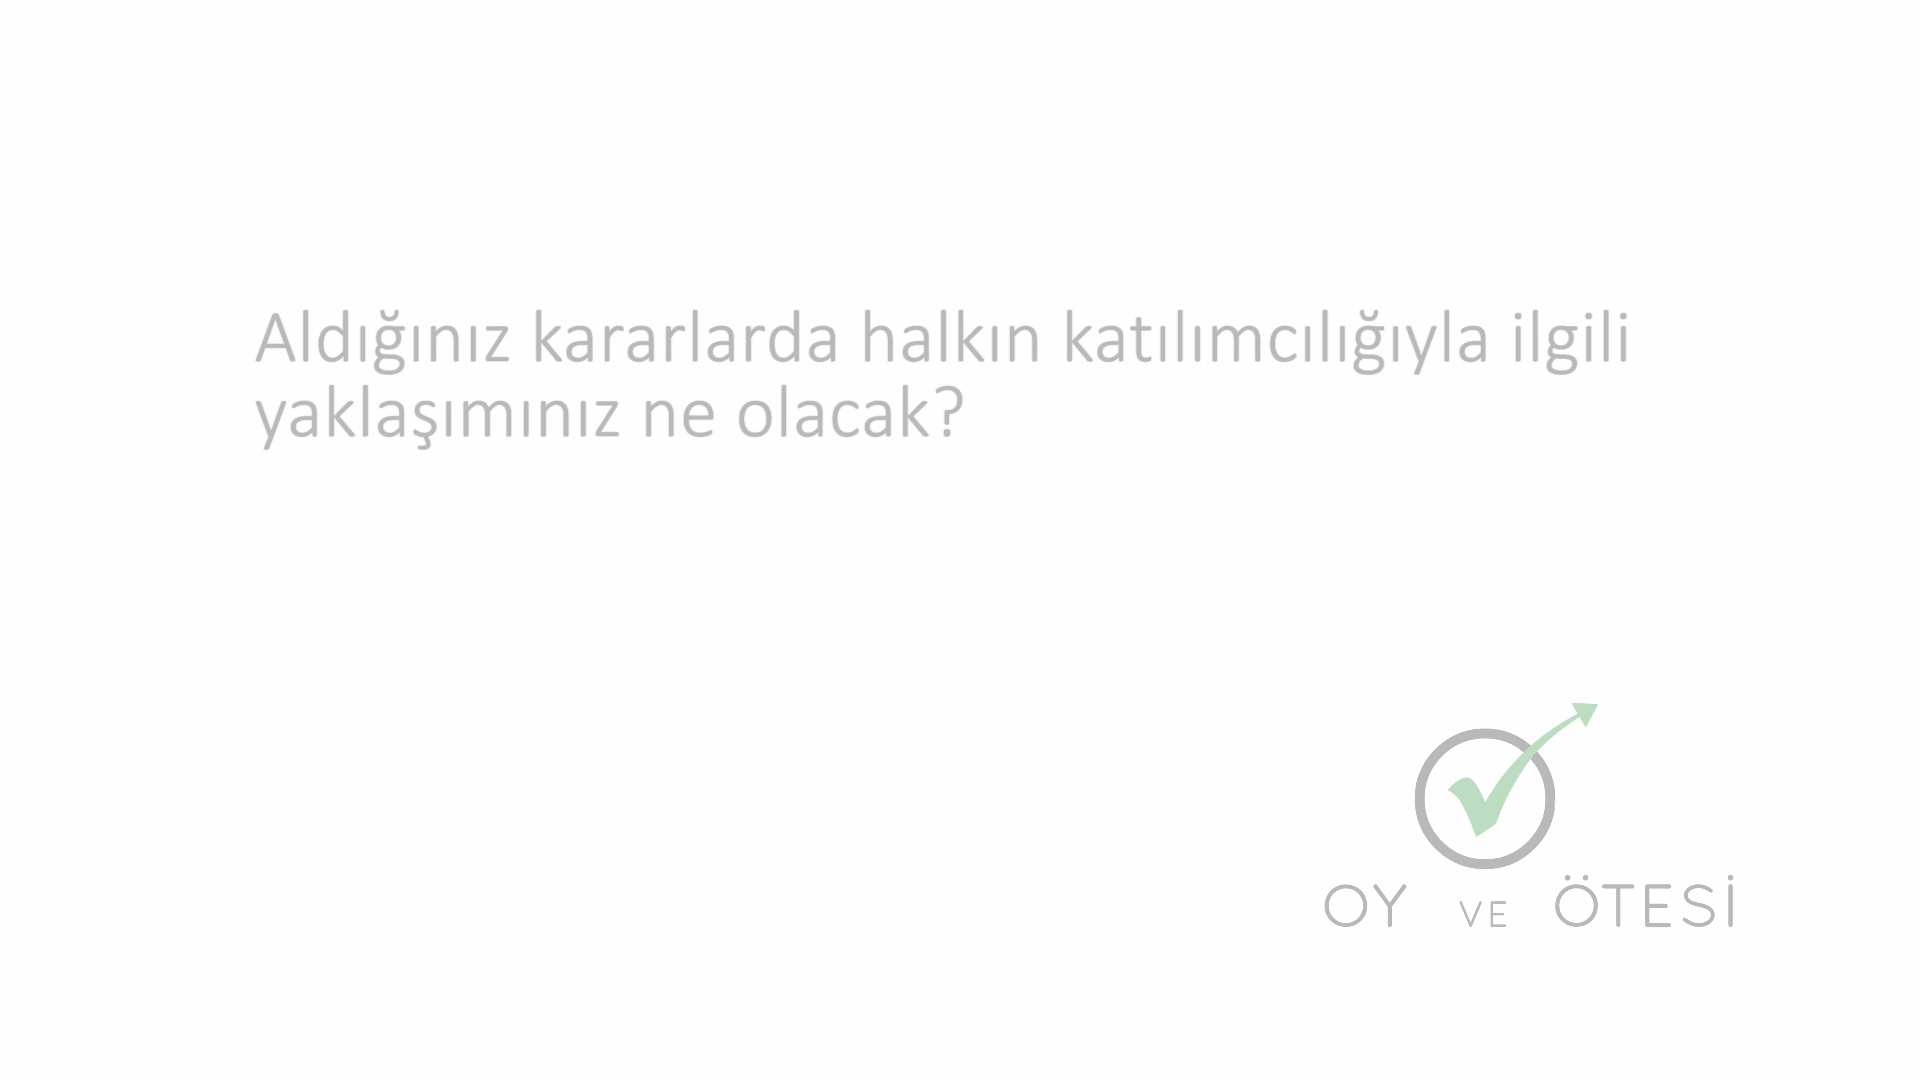 Aldığınız kararlarda halkın katılımcılığıyla ilgili
yaklaşımınız ne olacak?
OY VE ÖTESİ